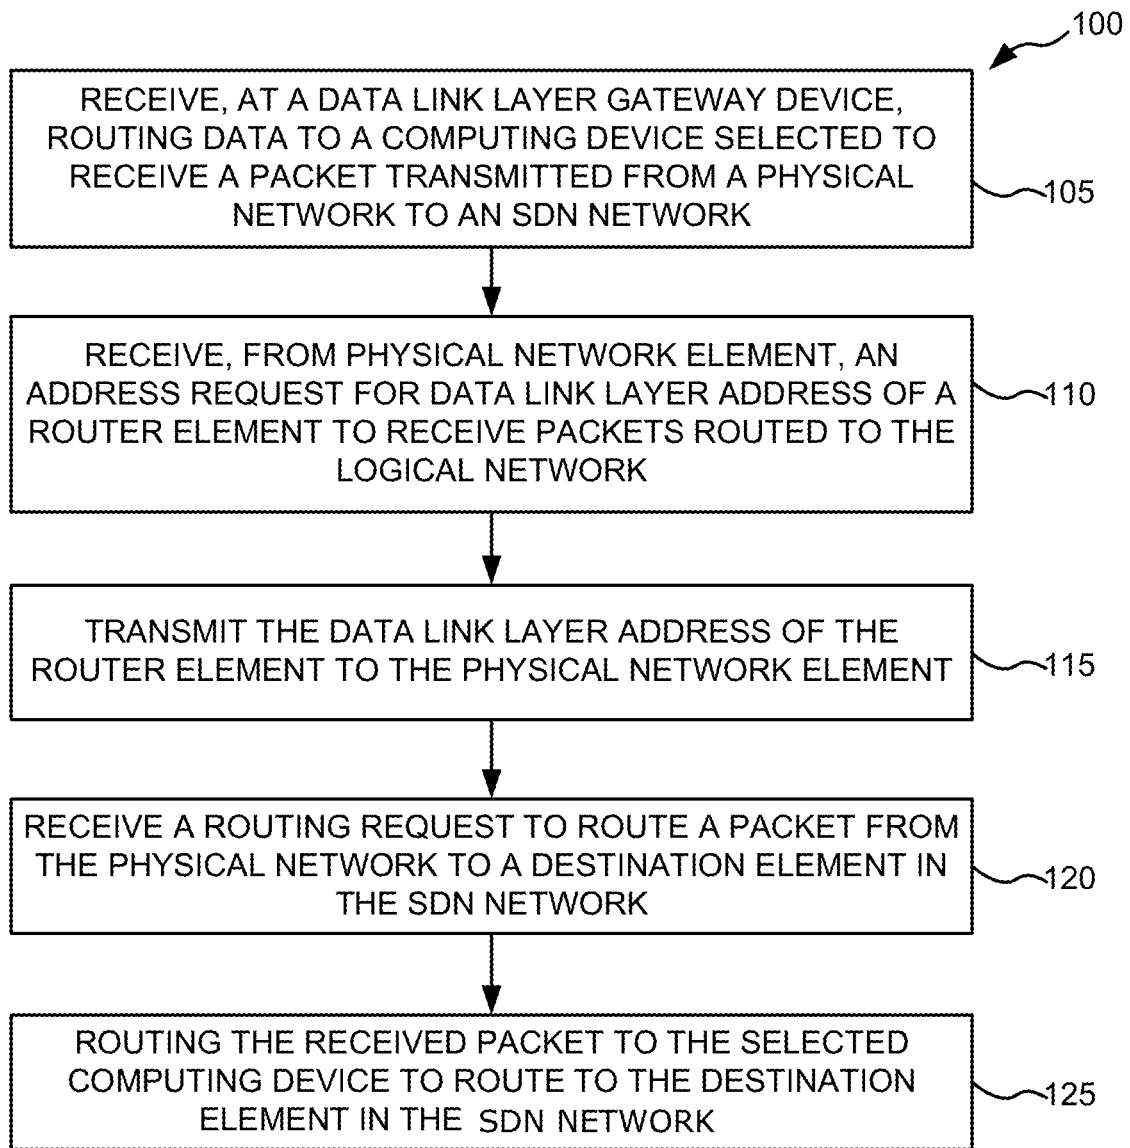 100
RECEIVE, AT A DATA LINK LAYER GATEWAY DEVICE,
ROUTING DATA TO A COMPUTING DEVICE SELECTED TO
RECEIVE A PACKET TRANSMITTED FROM A PHYSICAL
NETWORK TO AN SDN NETWORK
105
RECEIVE, FROM PHYSICAL NETWORK ELEMENT, AN
ADDRESS REQUEST FOR DATA LINK LAYER ADDRESS OF A
ROUTER ELEMENT TO RECEIVE PACKETS ROUTED TO THE
LOGICAL NETWORK
110
TRANSMIT THE DATA LINK LAYER ADDRESS OF THE
ROUTER ELEMENT TO THE PHYSICAL NETWORK ELEMENT
115
RECEIVE A ROUTING REQUEST TO ROUTE A PACKET FROM
THE PHYSICAL NETWORK TO A DESTINATION ELEMENT IN
THE SDN NETWORK
120
ROUTING THE RECEIVED PACKET TO THE SELECTED
COMPUTING DEVICE TO ROUTE TO THE DESTINATION
ELEMENT IN THE SDN NETWORK
125